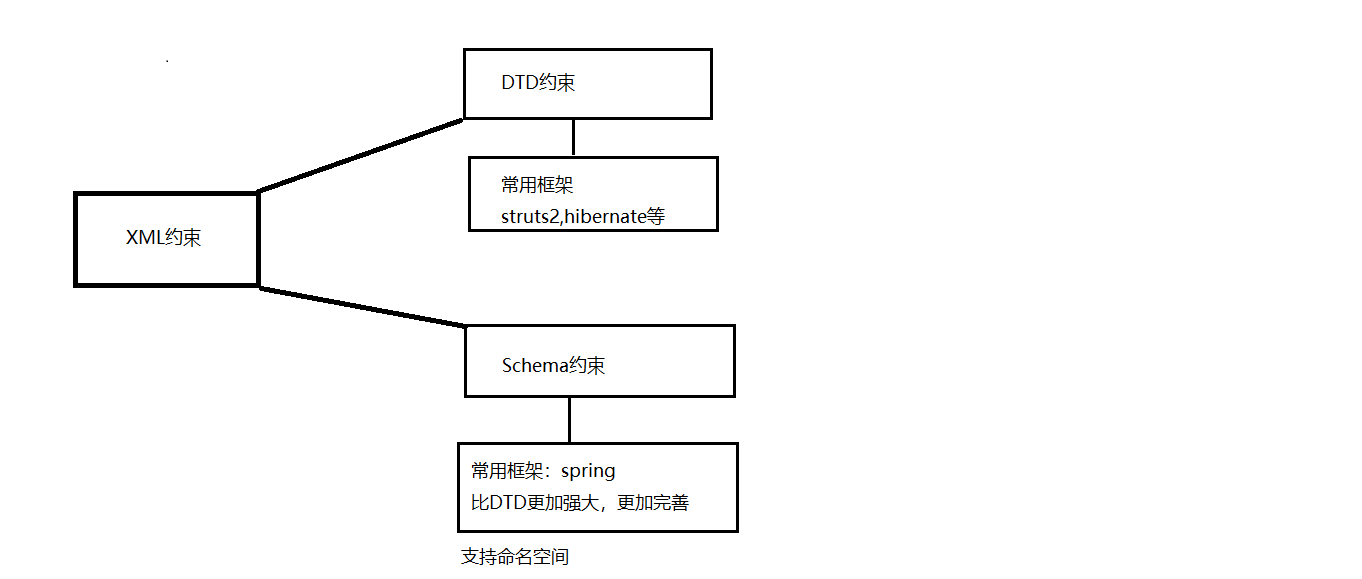 DTD约束
常用框架
struts2,hibernate等
XML约束
Schema约束
常用框架：spring
比DTD更加强大，更加完善
支持命名空间